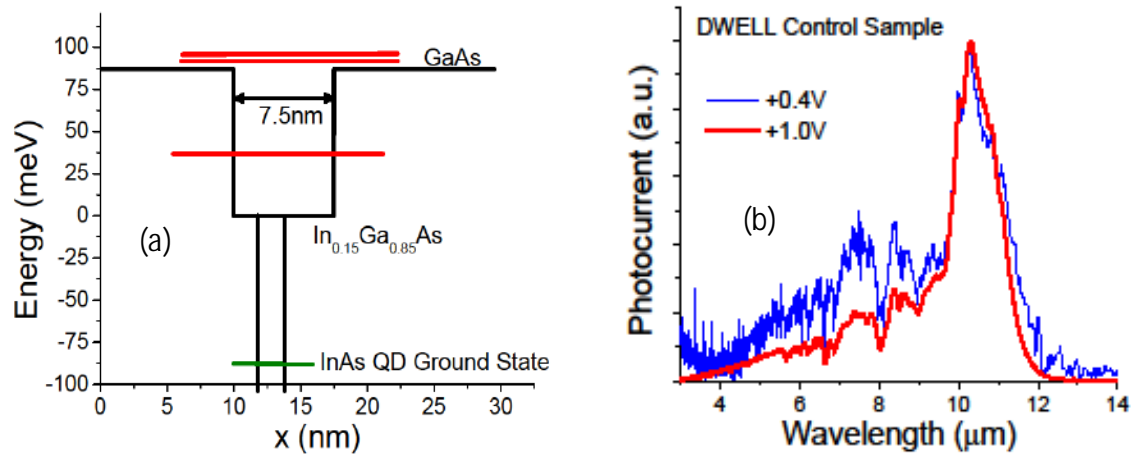 100
75
50
25
0
-25
-50
-75
-100
Energy (meV)
GaAs
7.5nm
(a)
In0.15Ga0.85As
InAs QD Ground State
0 5 10 15 20 25 30
x (nm)
DWELL Control Sample
+0.4V
+1.0V
(b)
Photocurrent (a. u.)
4 6 8 10 12 14
Wavelength (μm)